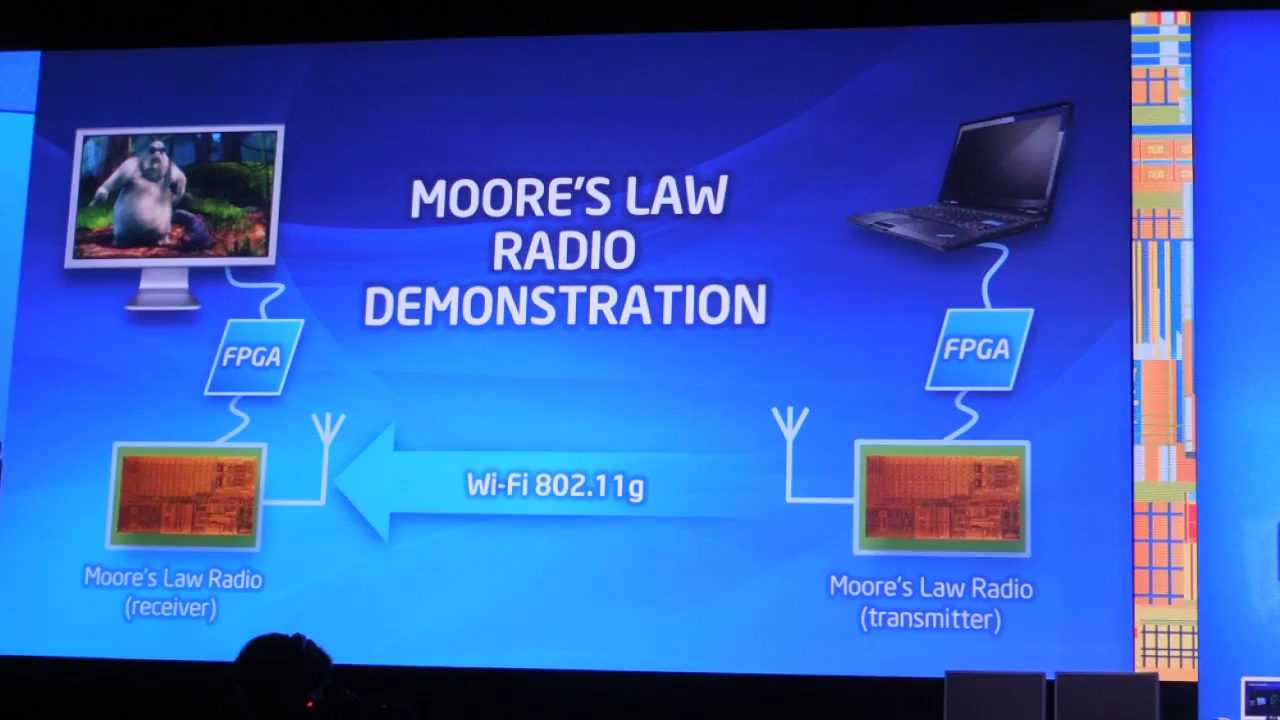 MOORE'S LAW
RADIO
DEMONSTRATION
FPGA
FPGA
Wi-Fi 802.11g
Moore's Law Radio
(receiver)
Moore's Law Radio
(transmitter)